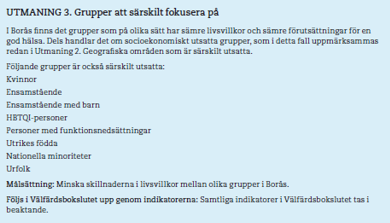 UTMANING 3. Grupper att särskilt fokusera på
I Borås finns det grupper som på olika sätt har sämre livsvillkor och sämre förutsättningar för en
god hälsa. Dels handlar det om socioekonomiskt utsatta grupper, som i detta fall uppmärksammas
redan i Utmaning 2. Geografiska områden som är särskilt utsatta.
Följande grupper är också särskilt utsatta:
Kvinnor
Ensamstående
Ensamstående med barn
HBTQI-personer
Personer med funktionsnedsättningar
Utrikes födda
Nationella minoriteter
Urfolk
Målsättning: Minska skillnaderna i livsvillkor mellan olika grupper i Borås.
Följs i Välfärdsbokslutet upp genom indikatorerna: Samtliga indikatorer i Välfärdsbokslutet tas i
beaktande.